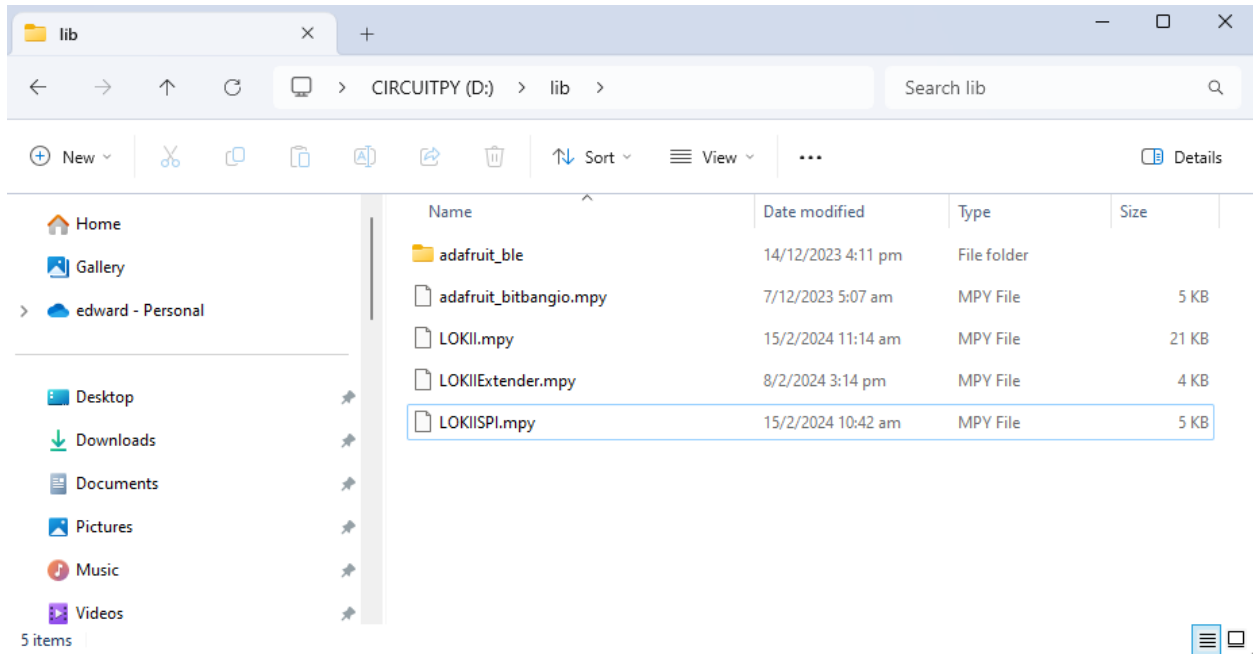 lib
CIRCUITPY (D:) > lib >
Search lib
New
Sort
View
Details
Name Date modified Type Size
Home
Gallery
edward - Personal
Desktop
Downloads
Documents
Pictures
Music
Videos
adafruit_ble 14/12/2023 4:11 pm File folder
adafruit_bitbangio.mpy 7/12/2023 5:07 am MPY File 5 KB
LOKII.mpy 15/2/2024 11:14 am MPY File 21 KB
LOKIIExtender.mpy 8/2/2024 3:14 pm MPY File 4 KB
LOKIISPI.mpy 15/2/2024 10:42 am MPY File 5 KB
5 items